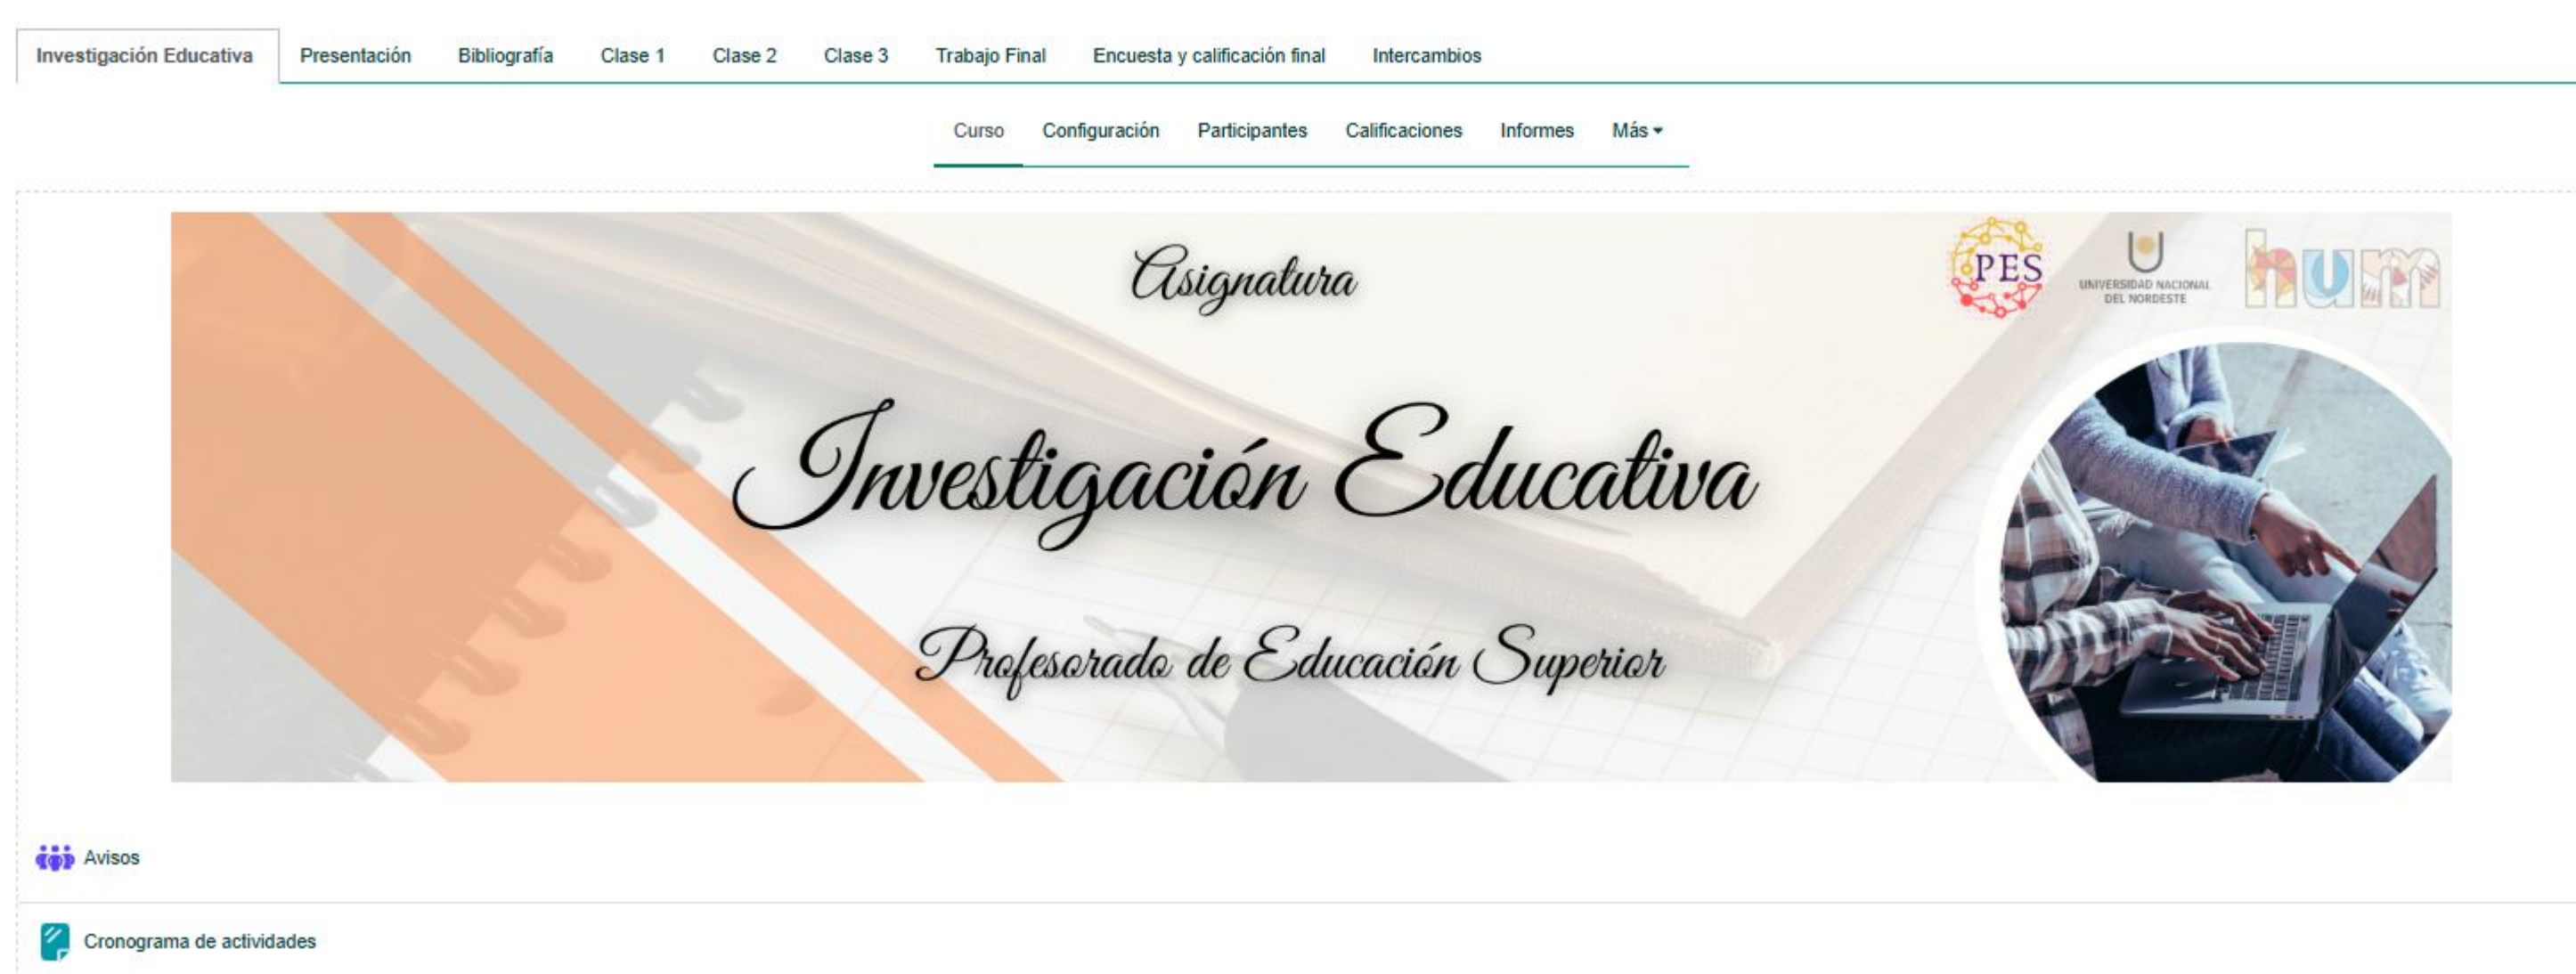 Investigación Educativa Presentación Bibliografía Clase 1 Clase 2 Clase 3 Trabajo Final Encuesta y calificación final Intercambios
Curso Configuración Participantes Calificaciones Informes Más
Asignatura
PES
UNIVERSIDAD NACIONAL
DEL NORDESTE
hum
Investigación Educativa
Profesorado de Educación Superior
Avisos
Cronograma de actividades